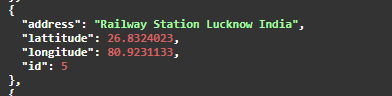 {
"address": "Railway Station Lucknow India",
"lattitude": 26.8324023,
"longitude": 80.9231133,
"id": 5
},
{